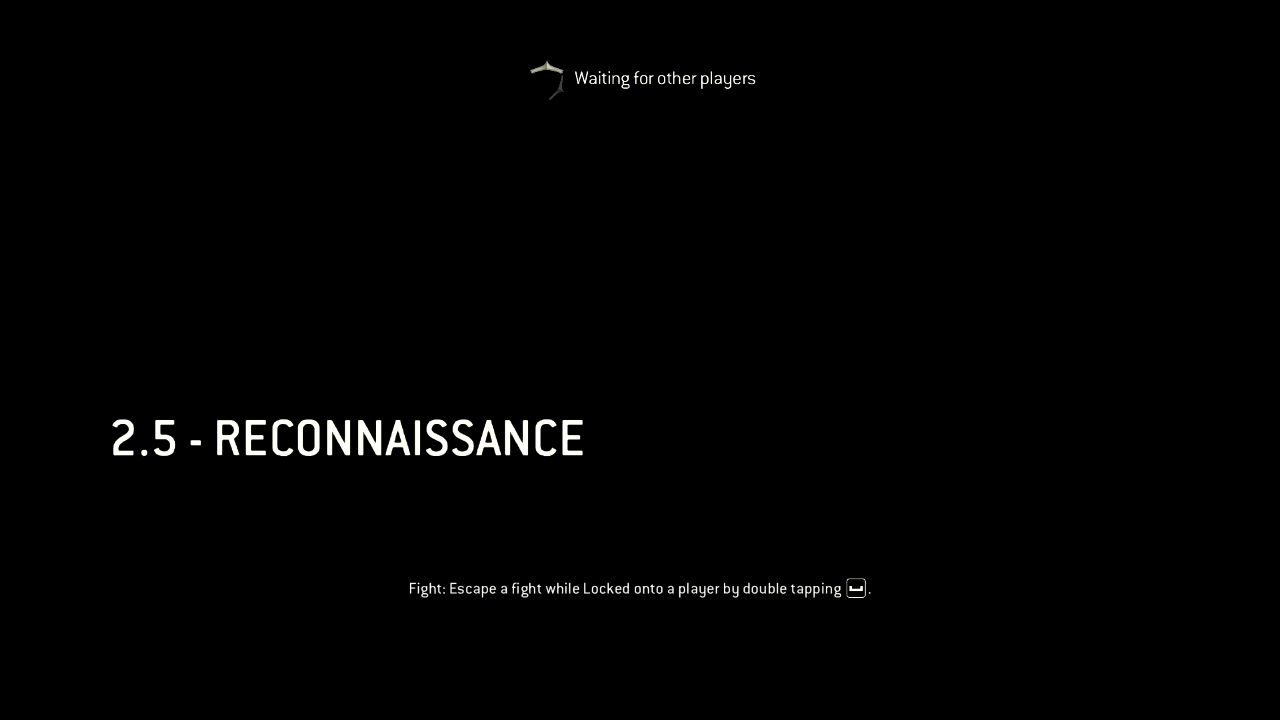 Waiting for other players
2.5 - RECONNAISSANCE
Fight: Escape a fight while Locked onto a player by double tapping .